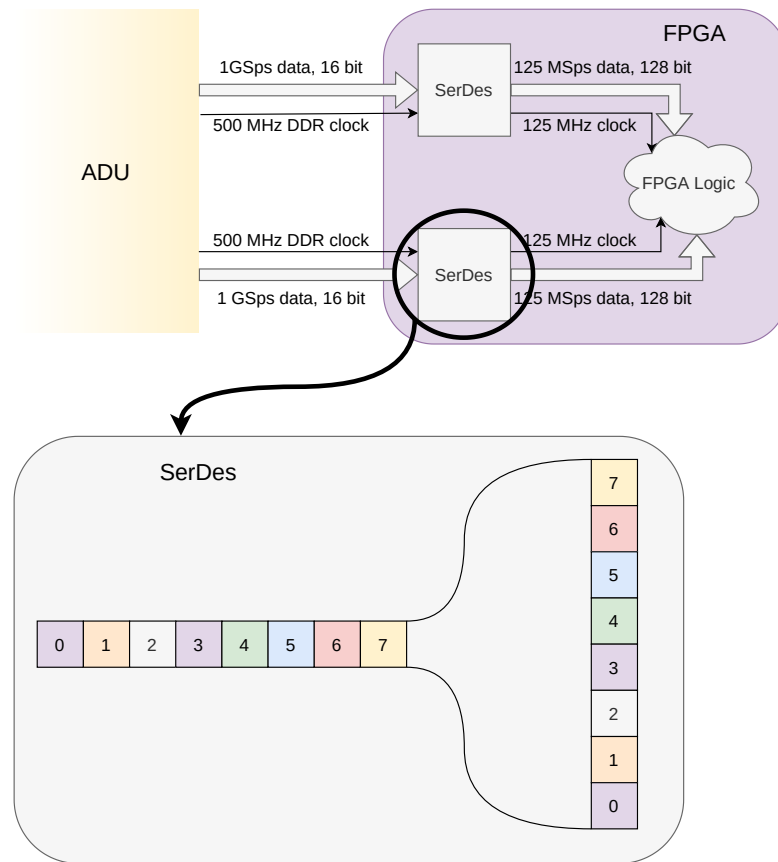 FPGA
1GSps data, 16 bit
125 MSps data, 128 bit
SerDes
500 MHz DDR clock
125 MHz clock
ADU
FPGA Logic
500 MHz DDR clock
125 MHz clock
SerDes
1 GSps data, 16 bit
125 MSps data, 128 bit
SerDes
0 1 2 3 4 5 6 7
7
6
5
4
3
2
1
0